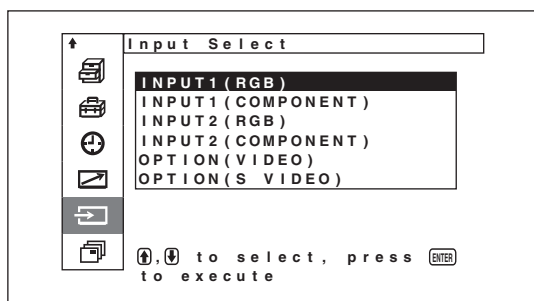 Input Select
INPUT1(RGB)
INPUT1(COMPONENT)
INPUT2(RGB)
INPUT2(COMPONENT)
OPTION(VIDEO)
OPTION(S VIDEO)
, to select, press ENTER
to execute